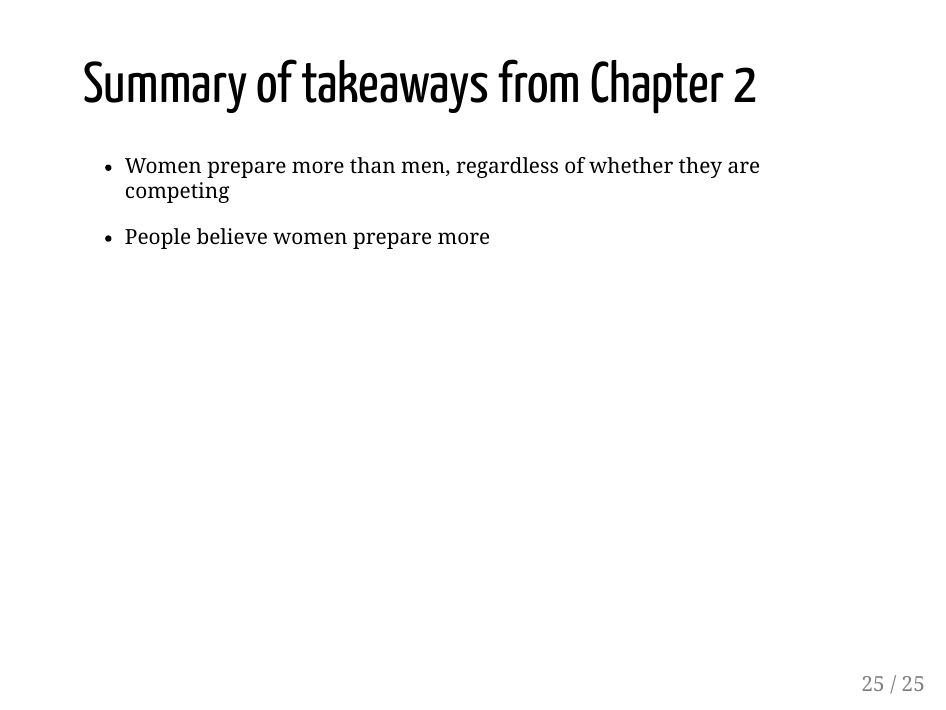 Summary of takeaways from Chapter 2
• Women prepare more than men, regardless of whether they are
competing
• People believe women prepare more
25 / 25